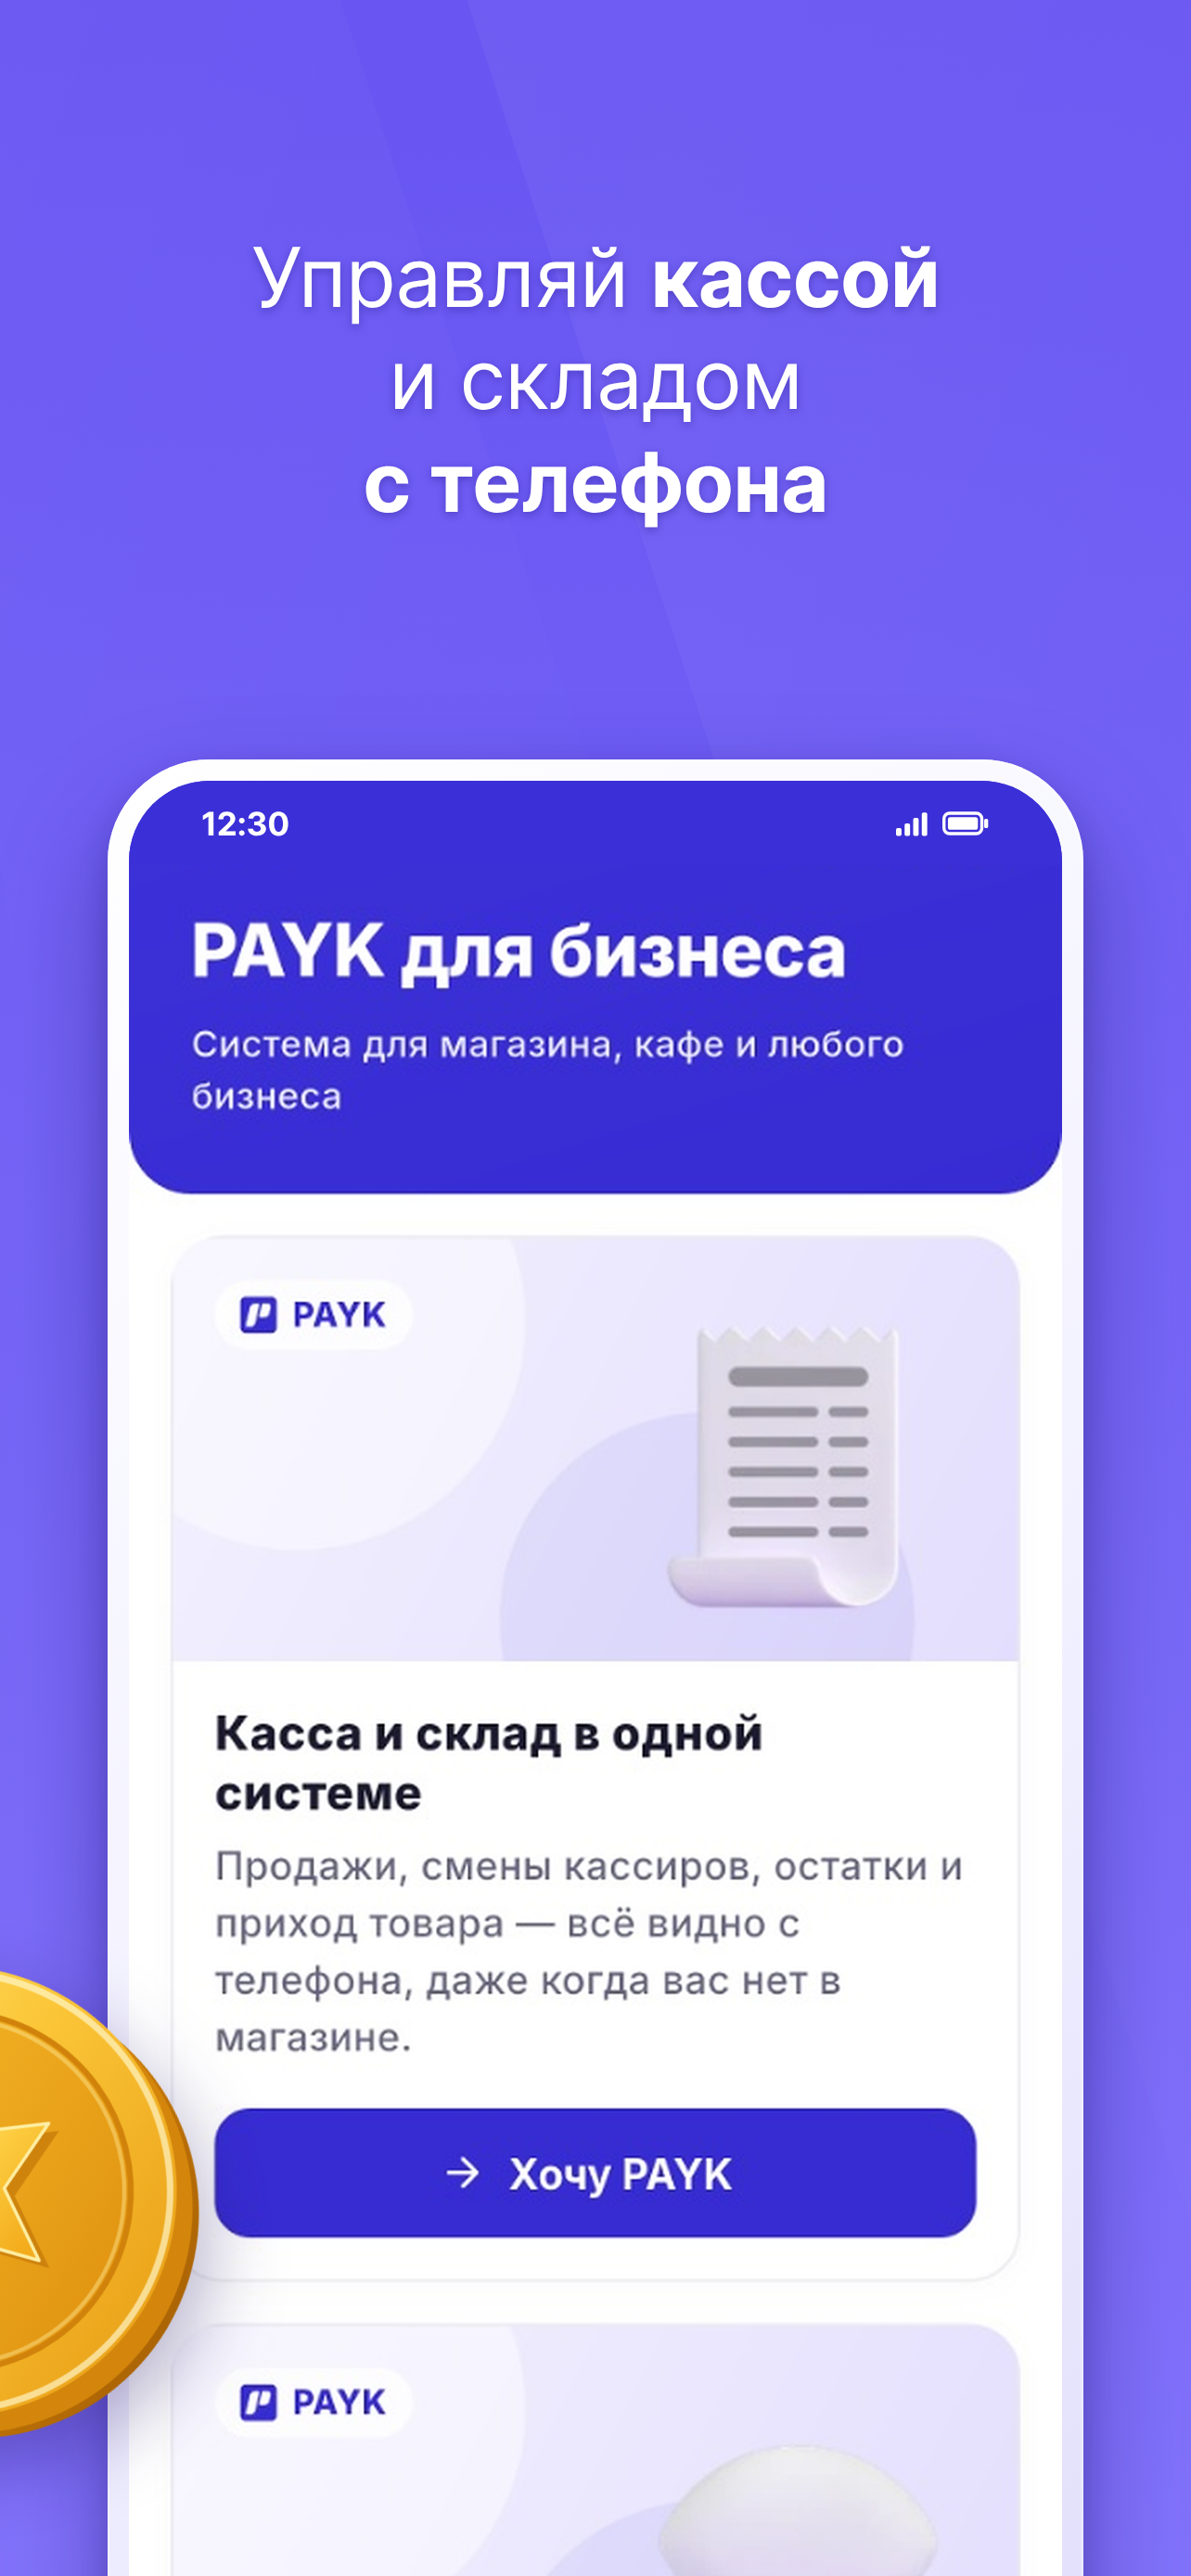 Управляй кассой
и складом
с телефона
12:30
PAYK для бизнеса
Система для магазина, кафе и любого
бизнеса
PAYK
Касса и склад в одной
системе
Продажи, смены кассиров, остатки и
приход товара — всё видно с
телефона, даже когда вас нет в
магазине.
→ Хочу PAYK
PAYK